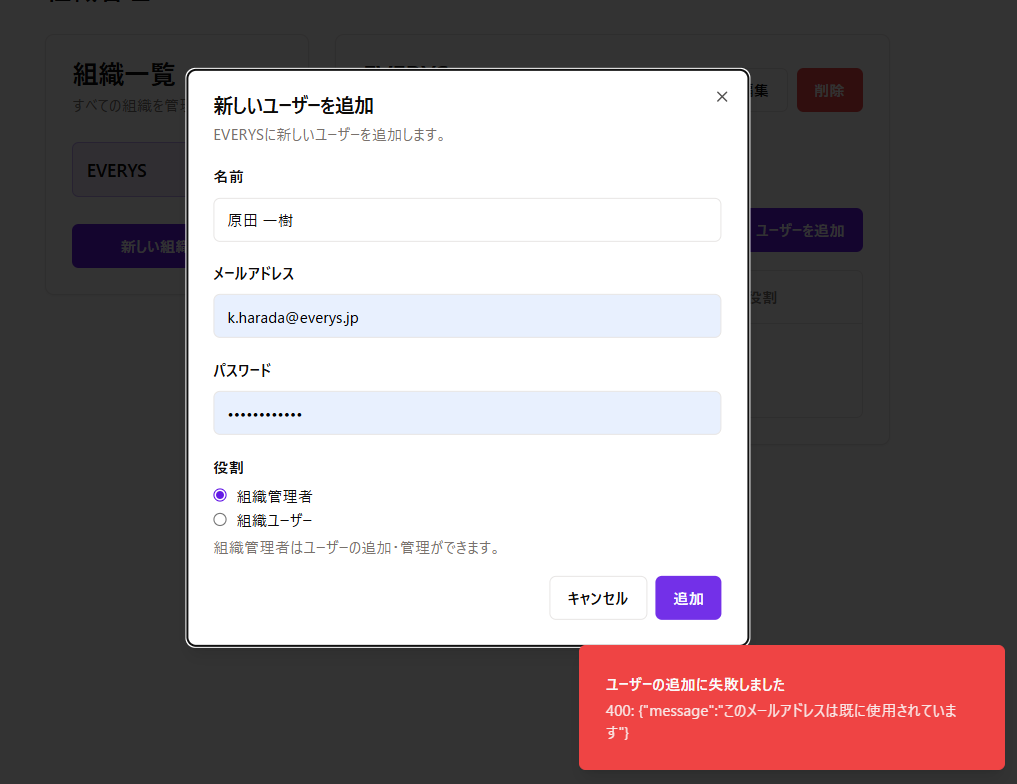 組織一覧
すべての組織を管理
編集
削除
EVERYS
新しい組織
ユーザーを追加
役割
新しいユーザーを追加
EVERYSに新しいユーザーを追加します。
名前
原田 一樹
メールアドレス
k.harada@everys.jp
パスワード
••••••••••••
役割
組織管理者
組織ユーザー
組織管理者はユーザーの追加・管理ができます。
キャンセル
追加
ユーザーの追加に失敗しました
400: {"message":"このメールアドレスは既に使用されていま
す"}